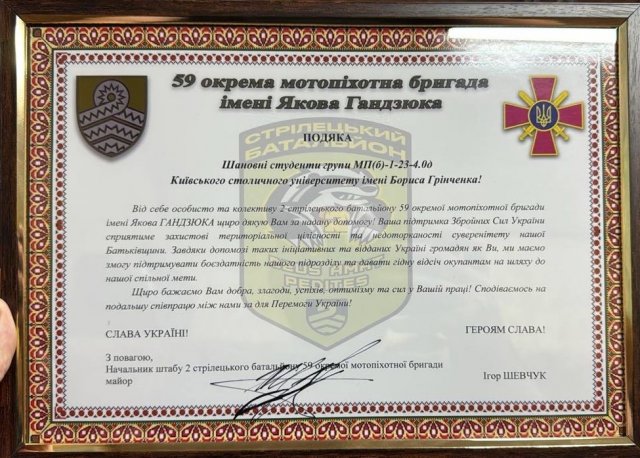 59 окрема мотопіхотна бригада
імені Якова Гандзюка
СТРІЛЕЦЬКИЙ
БАТАЛЬЙОН
ПОДЯКА
Шановні студенти групи МП(б)-1-23-4.0д
Київського столичного університету імені Бориса Грінченка!
Від себе особисто та колективу 2 стрілецького батальйону 59 окремої мотопіхотної бригади
імені Якова ГАНДЗЮКА щиро дякую Вам за надану допомогу! Ваша підтримка Збройних Сил України
сприятиме захистові територіальної цілісності та недоторканості суверенітету нашої
Батьківщини. Завдяки допомозі таких ініціативних та відданих Україні громадян як Ви, ми маємо
змогу підтримувати боєздатність нашого підрозділу та давати гідну відсіч окупантам на шляху до
нашої спільної мети.
Щиро бажаємо Вам добра, злагоди, успіхів, оптимізму та сил у Вашій праці! Сподіваємось на
подальшу співпрацю між нами за для Перемоги України!
PEDITES
СЛАВА УКРАЇНІ! ГЕРОЯМ СЛАВА!
З повагою,
Начальник штабу 2 стрілецького батальйону 59 окремої мотопіхотної бригади
майор Ігор ШЕВЧУК